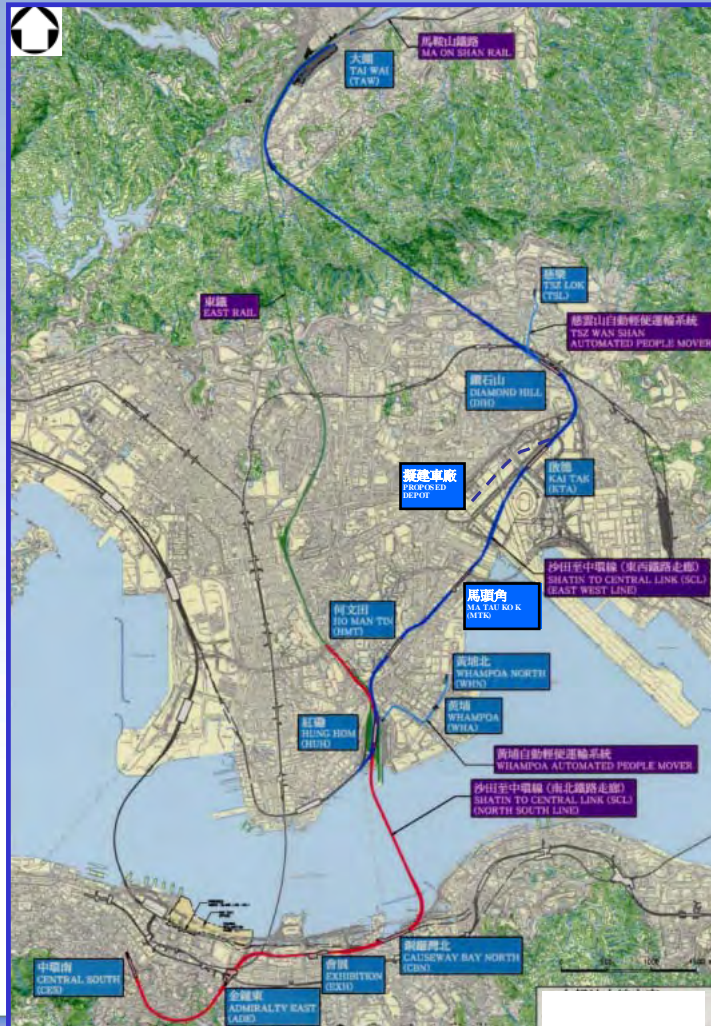 馬鞍山鐵路
MA ON SHAN RAIL
大圍
TAI WAI
(TAW)
慈樂
TSZ LOK
(TSL)
東鐵
EAST RAIL
慈雲山自動輕便運輸系統
TSZ WAN SHAN
AUTOMATED PEOPLE MOVER
鑽石山
DIAMOND HILL
(DIH)
擬建車廠
PROPOSED
DEPOT
啟德
KAI TAK
(KTA)
沙田至中環線 (東西鐵路走廊)
SHATIN TO CENTRAL LINK (SCL)
(EAST WEST LINE)
馬頭角
MA TAU KO K
(MTK)
何文田
HO MAN TIN
(HMT)
黃埔北
WHAMPOA NORTH
(WHN)
黃埔
WHAMPOA
(WHA)
紅磡
HUNG HOM
(HUH)
黃埔自動輕便運輸系統
WHAMPOA AUTOMATED PEOPLE MOVER
沙田至中環線 (南北鐵路走廊)
SHATIN TO CENTRAL LINK (SCL)
(NORTH SOUTH LINE)
銅鑼灣北
CAUSEWAY BAY NORTH
(CBN)
會展
EXHIBITION
(EXH)
中環南
CENTRAL SOUTH
(CES)
金鐘東
ADMIRALTY EAST
(ADE)
0 500 1000